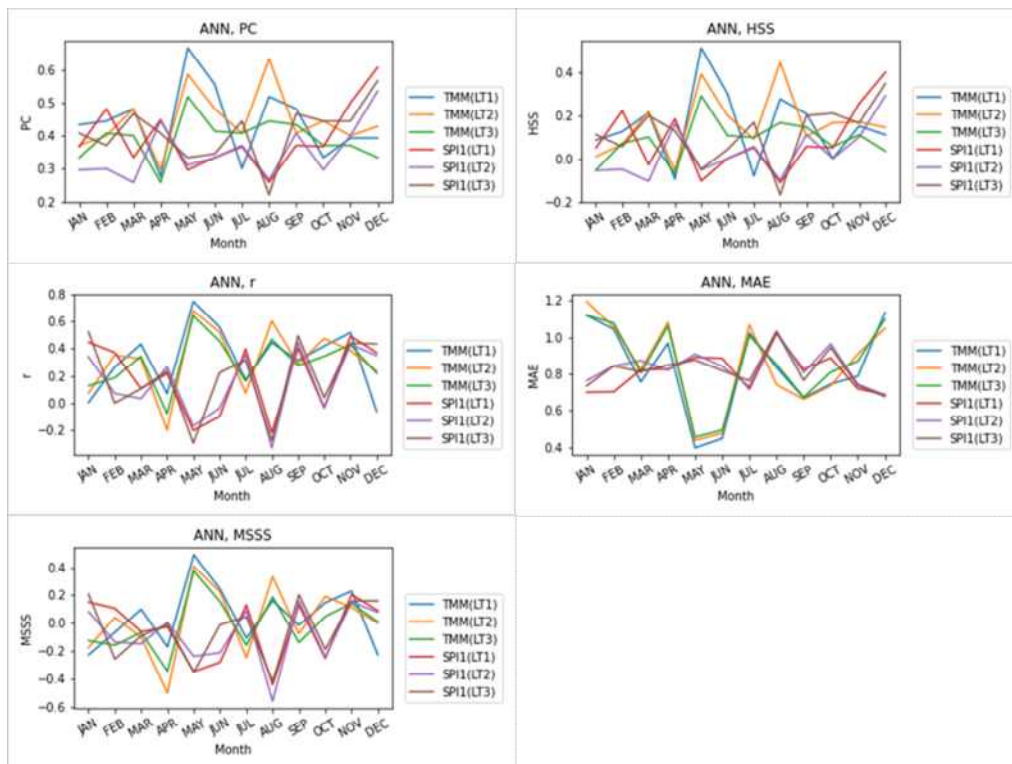 ANN, PC
PC
0.6
0.5
0.4
0.3
0.2
JAN FEB MAR APR MAY JUN JUL AUG SEP OCT NOV DEC
Month
TMM(LT1)
TMM(LT2)
TMM(LT3)
SPI1(LT1)
SPI1(LT2)
SPI1(LT3)
ANN, HSS
HSS
0.4
0.2
0.0
−0.2
JAN FEB MAR APR MAY JUN JUL AUG SEP OCT NOV DEC
Month
TMM(LT1)
TMM(LT2)
TMM(LT3)
SPI1(LT1)
SPI1(LT2)
SPI1(LT3)
ANN, r
r
0.8
0.6
0.4
0.2
0.0
−0.2
JAN FEB MAR APR MAY JUN JUL AUG SEP OCT NOV DEC
Month
TMM(LT1)
TMM(LT2)
TMM(LT3)
SPI1(LT1)
SPI1(LT2)
SPI1(LT3)
ANN, MAE
MAE
1.2
1.0
0.8
0.6
0.4
JAN FEB MAR APR MAY JUN JUL AUG SEP OCT NOV DEC
Month
TMM(LT1)
TMM(LT2)
TMM(LT3)
SPI1(LT1)
SPI1(LT2)
SPI1(LT3)
ANN, MSSS
MSSS
0.4
0.2
0.0
−0.2
−0.4
−0.6
JAN FEB MAR APR MAY JUN JUL AUG SEP OCT NOV DEC
Month
TMM(LT1)
TMM(LT2)
TMM(LT3)
SPI1(LT1)
SPI1(LT2)
SPI1(LT3)